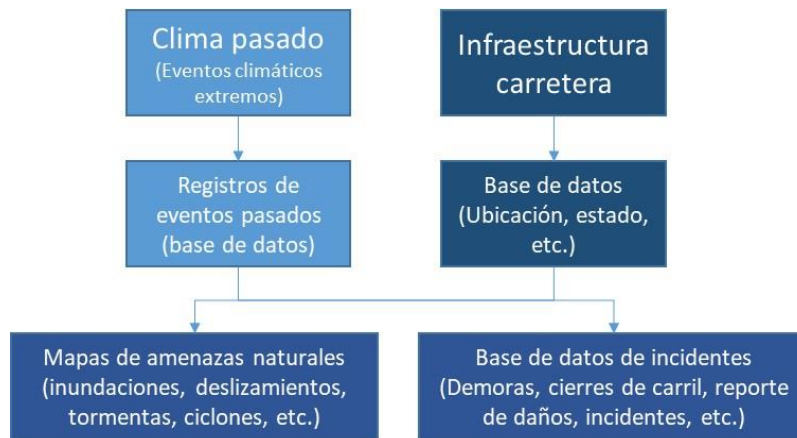 Clima pasado
(Eventos climáticos
extremos)
Infraestructura
carretera
Registros de
eventos pasados
(base de datos)
Base de datos
(Ubicación, estado,
etc.)
Mapas de amenazas naturales
(inundaciones, deslizamientos,
tormentas, ciclones, etc.)
Base de datos de incidentes
(Demoras, cierres de carril, reporte
de daños, incidentes, etc.)